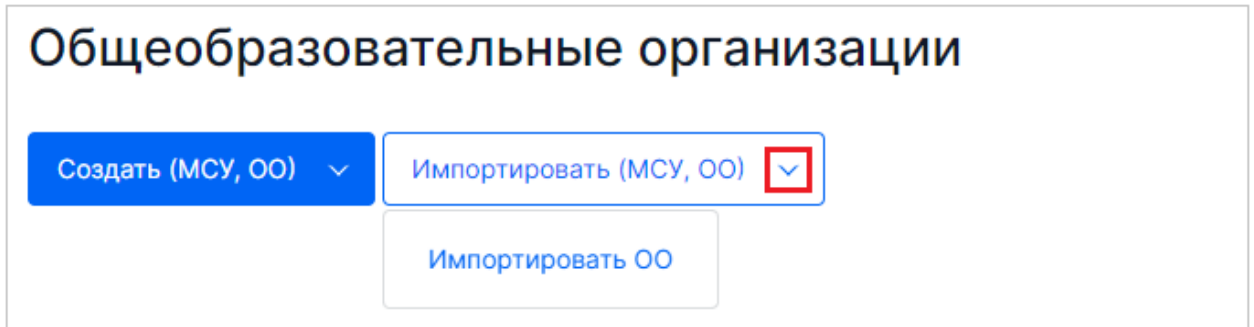 Общеобразовательные организации
Создать (МСУ, ОО) Импортировать (МСУ, ОО)
Импортировать ОО